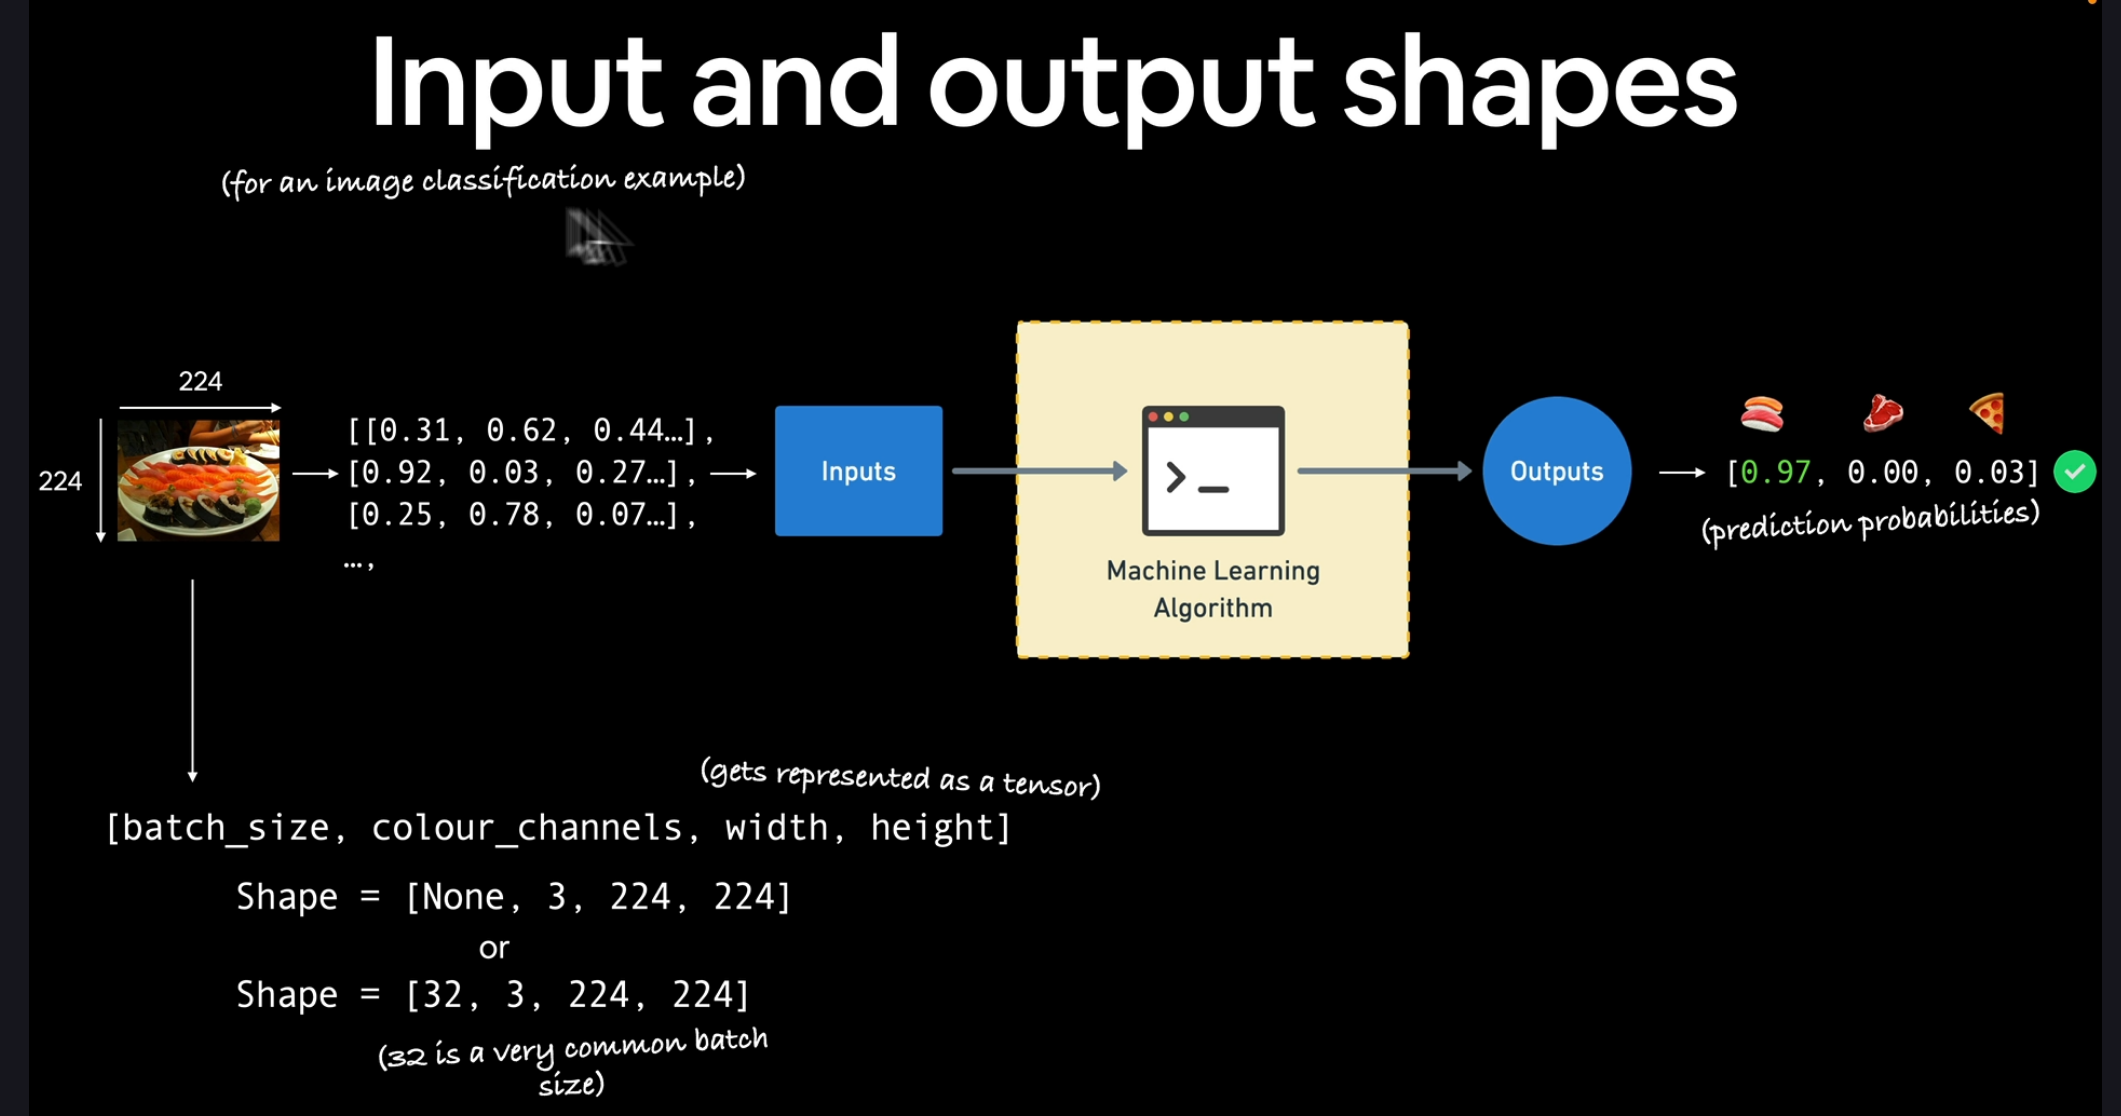 Input and output shapes
(for an image classification example)
224
224
[[0.31, 0.62, 0.44…],
[0.92, 0.03, 0.27…],
[0.25, 0.78, 0.07…],
…,
Inputs
Machine Learning
Algorithm
Outputs
[0.97, 0.00, 0.03]
(prediction probabilities)
(gets represented as a tensor)
[batch_size, colour_channels, width, height]
Shape = [None, 3, 224, 224]
or
Shape = [32, 3, 224, 224]
(32 is a very common batch
size)